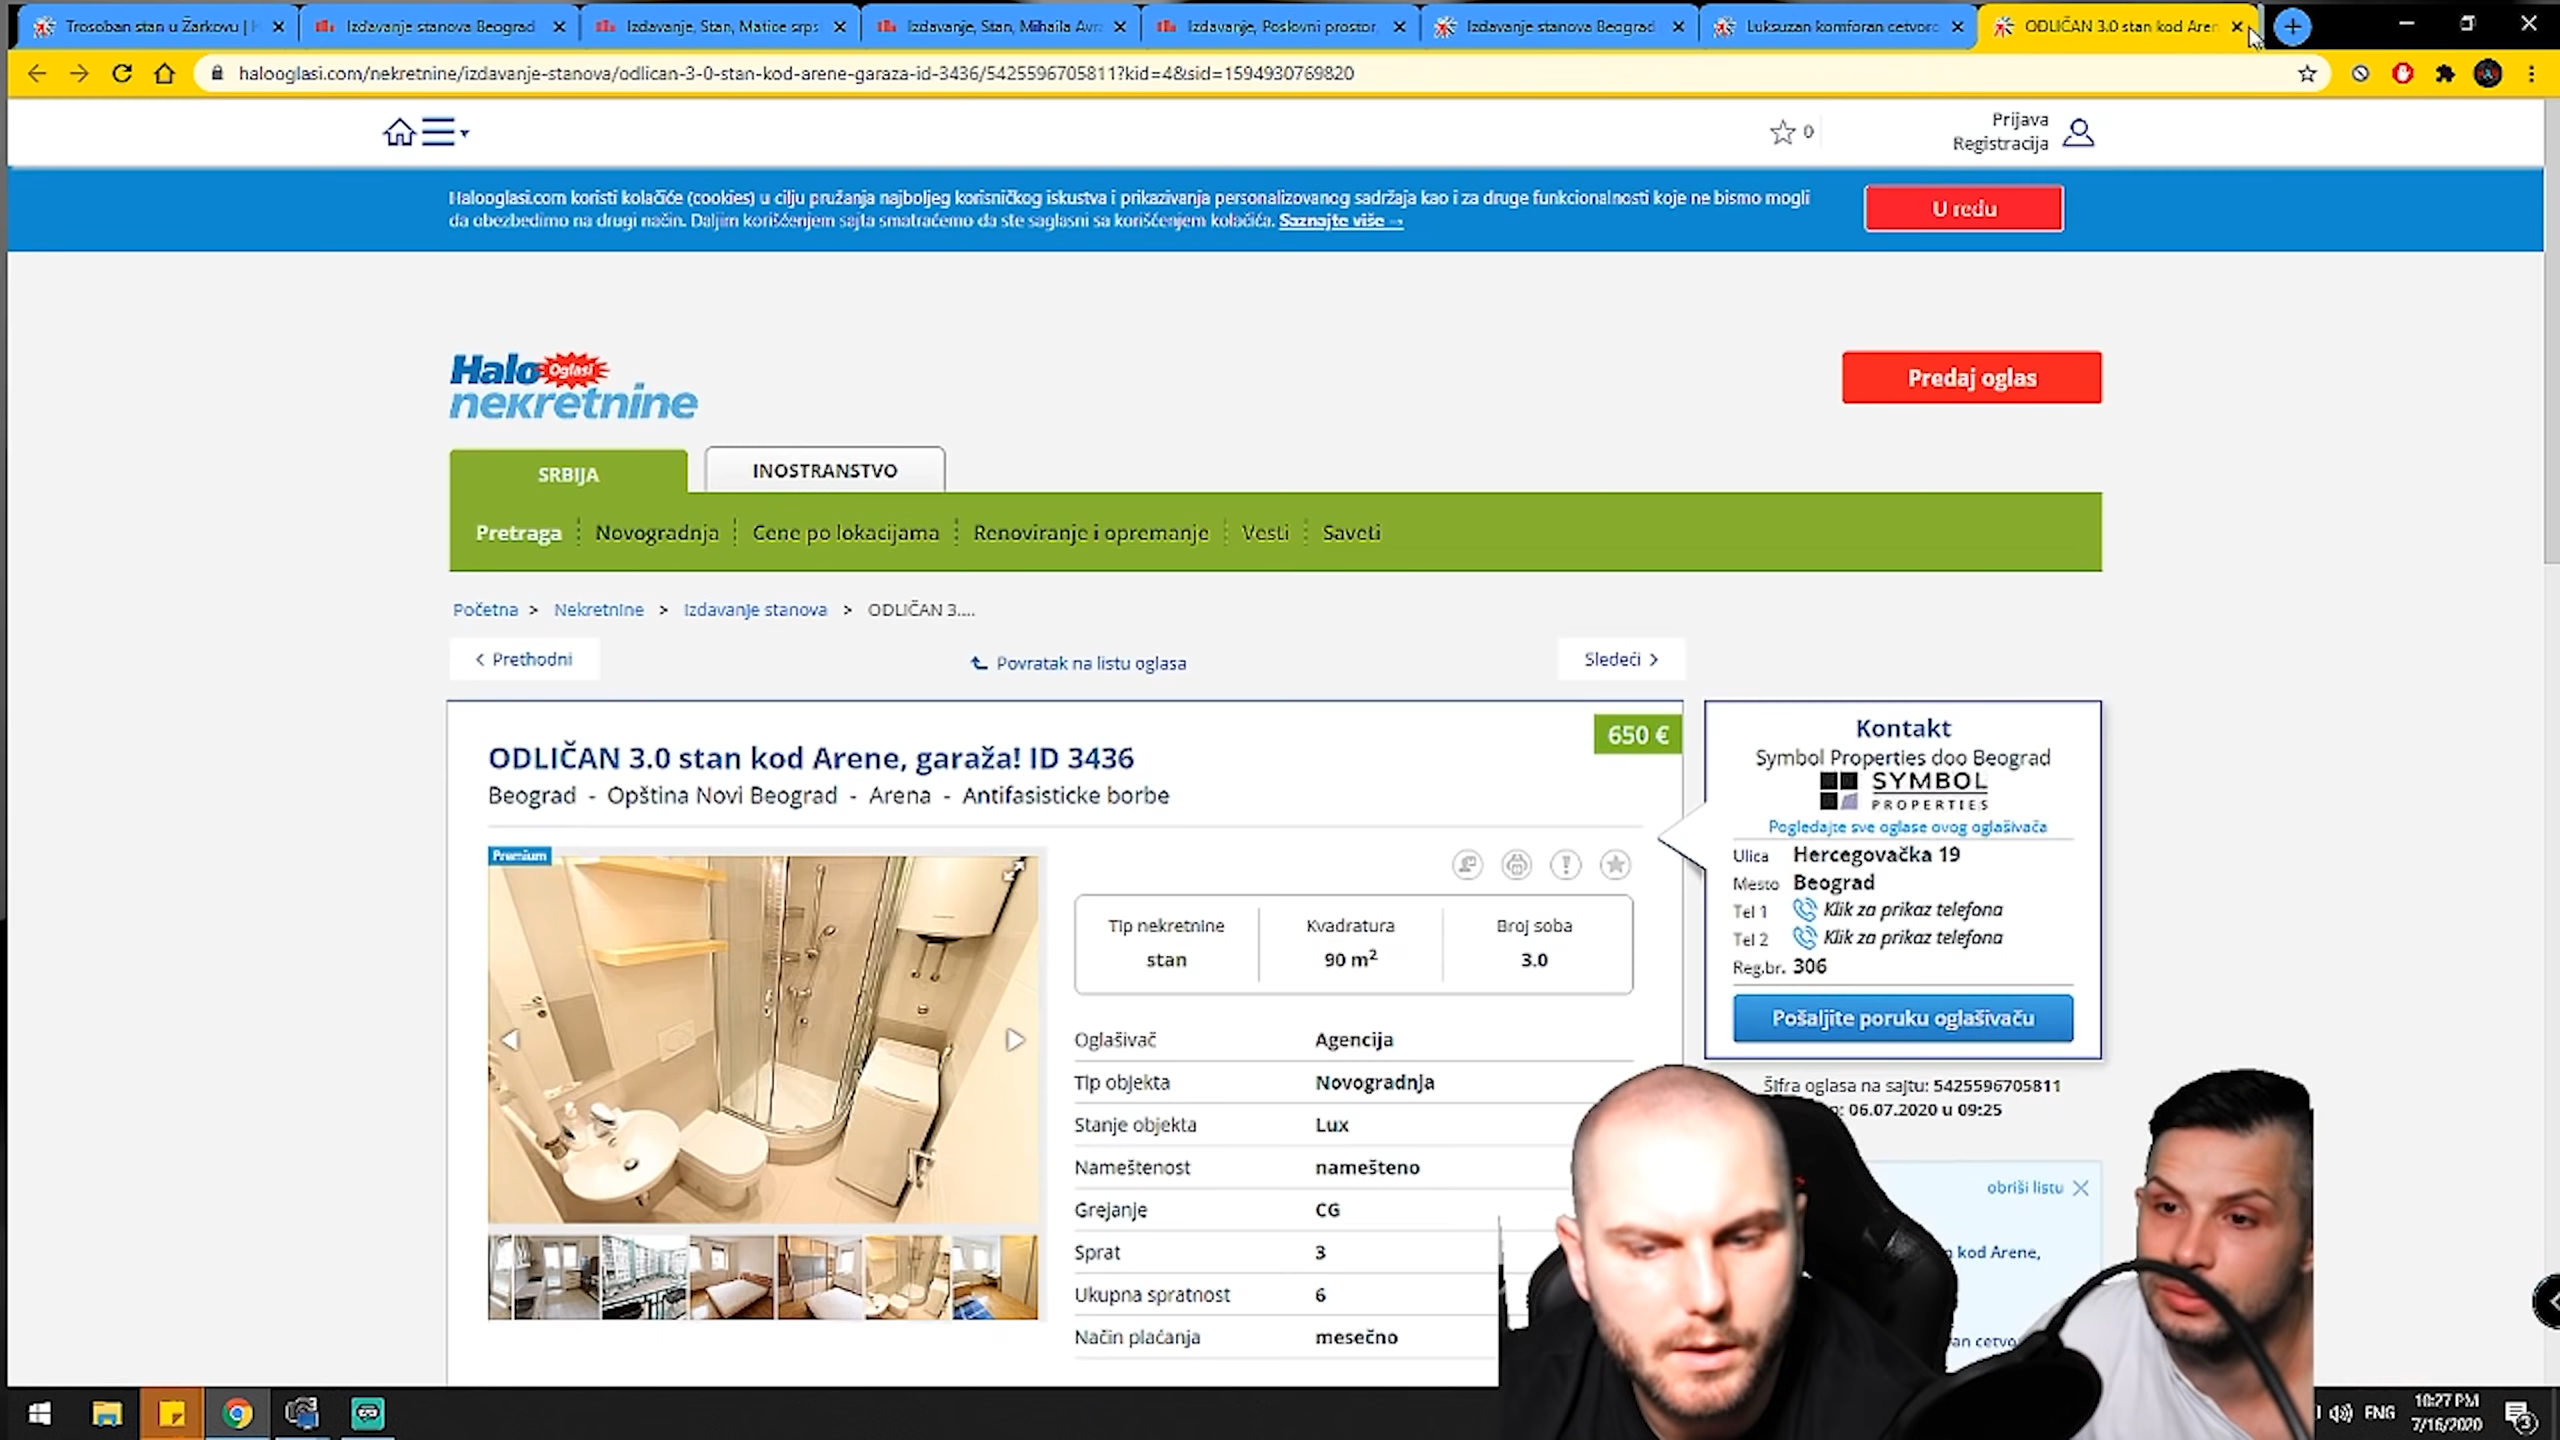 Trosoban stan u Žarkovu | H
Izdavanje stanova Beograd
Izdavanje, Stan, Matice srps
Izdavanje, Stan, Mihaila Avra
Izdavanje, Poslovni prostor,
Izdavanje stanova Beograd
Luksuzan komforan cetvoro
ODLIČAN 3.0 stan kod Aren
halooglasi.com/nekretnine/izdavanje-stanova/odlican-3-0-stan-kod-arene-garaza-id-3436/5425596705811?kid=4&sid=1594930769820
0
Prijava
Registracija
Halooglasi.com koristi kolačiće (cookies) u cilju pružanja najboljeg korisničkog iskustva i prikazivanja personalizovanog sadržaja kao i za druge funkcionalnosti koje ne bismo mogli
da obezbedimo na drugi način. Daljim korišćenjem sajta smatraćemo da ste saglasni sa korišćenjem kolačića. Saznajte više →
U redu
Halo Oglasi
nekretnine
Predaj oglas
SRBIJA
INOSTRANSTVO
Pretraga
Novogradnja
Cene po lokacijama
Renoviranje i opremanje
Vesti
Saveti
Početna > Nekretnine > Izdavanje stanova > ODLIČAN 3....
< Prethodni
Povratak na listu oglasa
Sledeći >
650 €
ODLIČAN 3.0 stan kod Arene, garaža! ID 3436
Beograd - Opština Novi Beograd - Arena - Antifasisticke borbe
Premium
Tip nekretnine
stan
Kvadratura
90 m²
Broj soba
3.0
Oglašivač Agencija
Tip objekta Novogradnja
Stanje objekta Lux
Nameštenost namešteno
Grejanje CG
Sprat 3
Ukupna spratnost 6
Način plaćanja mesečno
Kontakt
Symbol Properties doo Beograd
SYMBOL
PROPERTIES
Pogledajte sve oglase ovog oglašivača
Ulica Hercegovačka 19
Mesto Beograd
Tel 1 Klik za prikaz telefona
Tel 2 Klik za prikaz telefona
Reg.br. 306
Pošaljite poruku oglašivaču
Šifra oglasa na sajtu: 5425596705811
06.07.2020 u 09:25
obriši listu
kod Arene,
an cetvo
ENG
10:27 PM
7/16/2020
3